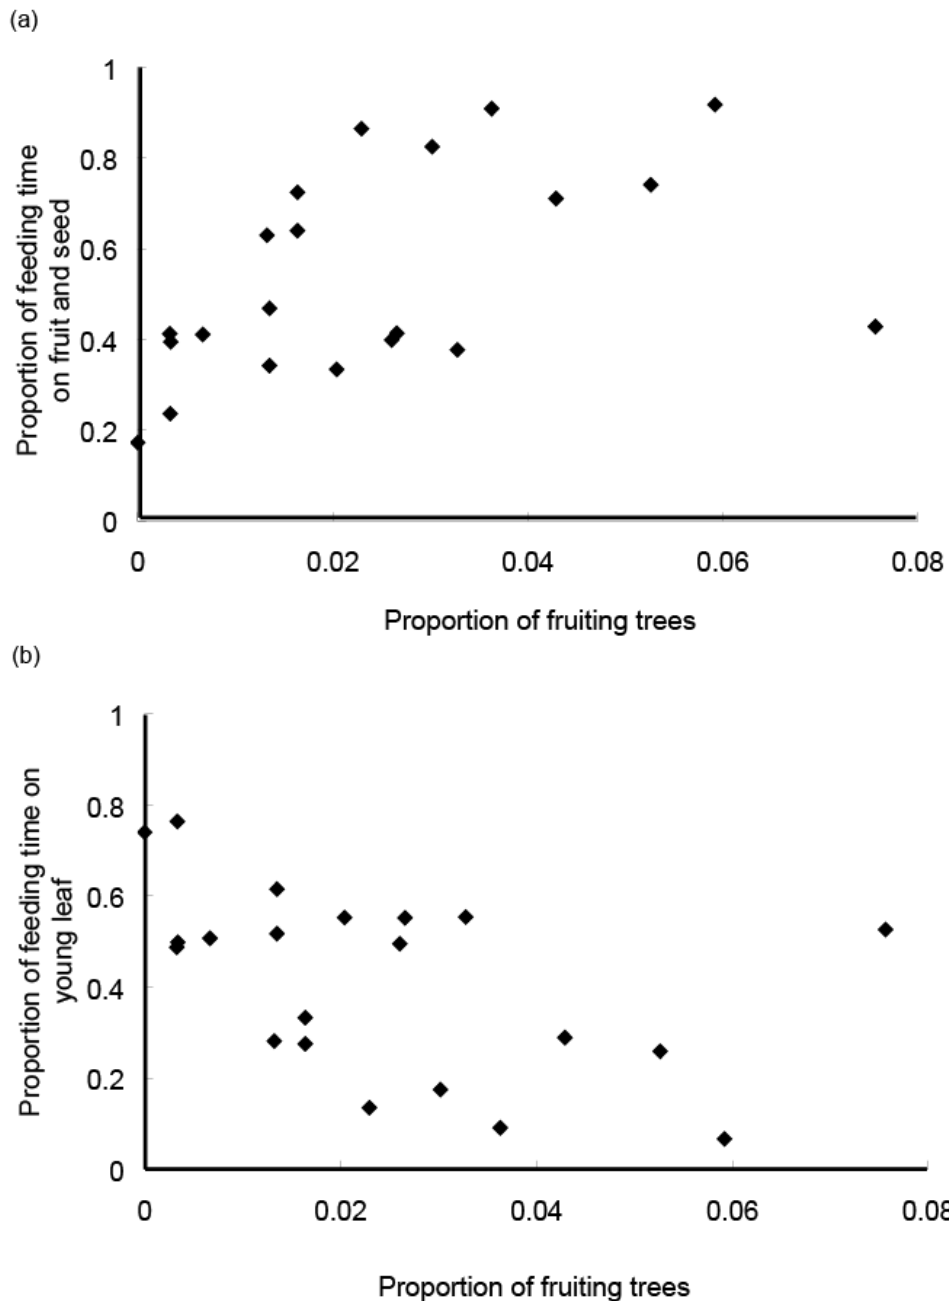 (a)
1
0.8
0.6
0.4
0.2
0
Proportion of feeding time
on fruit and seed
0 0.02 0.04 0.06 0.08
Proportion of fruiting trees
(b)
1
0.8
0.6
0.4
0.2
0
Proportion of feeding time on
young leaf
0 0.02 0.04 0.06 0.08
Proportion of fruiting trees